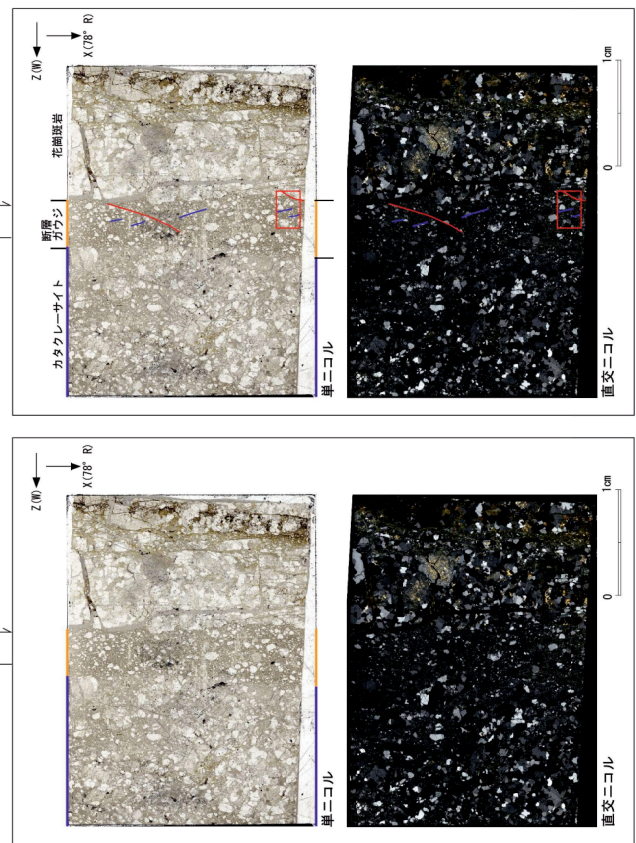 Z(W)
X(78° R)
花崗斑岩
断層
ガウジ
カタクレーサイト
単ニコル
直交ニコル
0
1cm
Z(W)
X(78° R)
単ニコル
直交ニコル
0
1cm